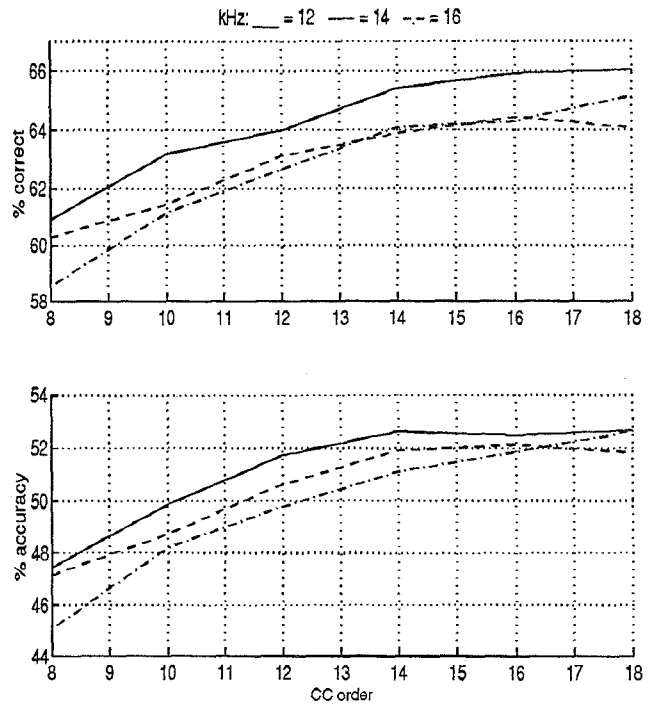 kHz: ___ = 12 --- = 14 -.- = 16
% correct
66
64
62
60
58
8 9 10 11 12 13 14 15 16 17 18
% accuracy
54
52
50
48
46
44
8 9 10 11 12 13 14 15 16 17 18
CC order